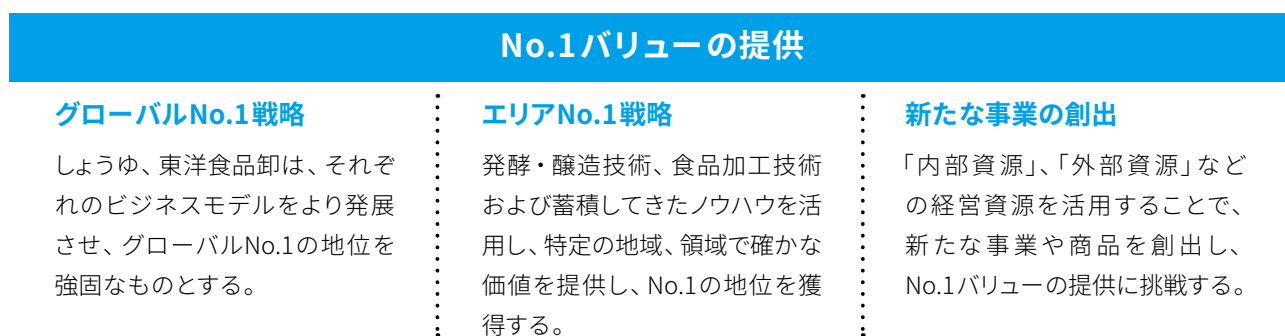 No.1バリューの提供
グローバルNo.1戦略
しょうゆ、東洋食品卸は、それぞ
れのビジネスモデルをより発展
させ、グローバルNo.1の地位を
強固なものとする。
エリアNo.1戦略
発酵・醸造技術、食品加工技術
および蓄積してきたノウハウを活
用し、特定の地域、領域で確かな
価値を提供し、No.1の地位を獲
得する。
新たな事業の創出
「内部資源」、「外部資源」など
の経営資源を活用することで、
新たな事業や商品を創出し、
No.1バリューの提供に挑戦する。